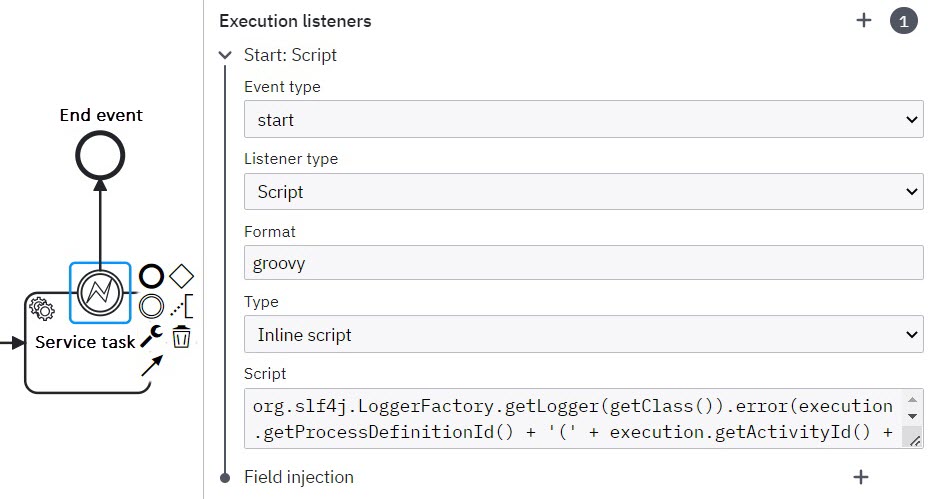 Execution listeners
1
Start: Script
Event type
start
Listener type
Script
Format
groovy
Type
Inline script
Script
org.slf4j.LoggerFactory.getLogger(getClass()).error(execution
.getProcessDefinitionId() + '(' + execution.getActivityId() +
Field injection
End event
Service task